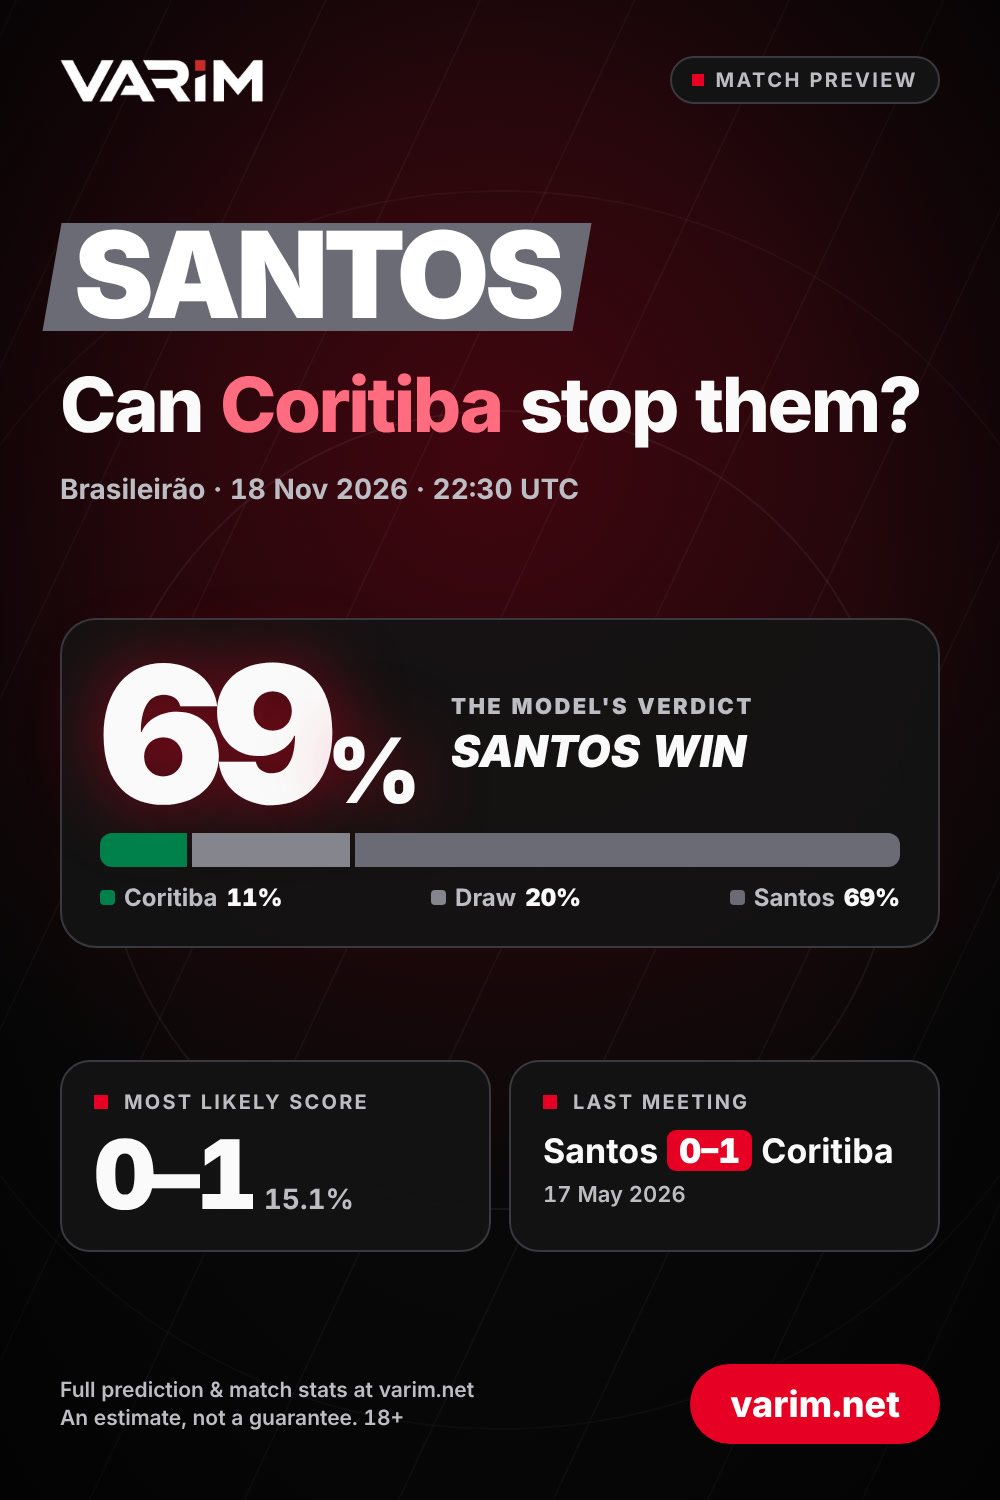 VARiM
MATCH PREVIEW
SANTOS
Can Coritiba stop them?
Brasileirão · 18 Nov 2026 · 22:30 UTC
69%
THE MODEL'S VERDICT
SANTOS WIN
Coritiba 11%
Draw 20%
Santos 69%
MOST LIKELY SCORE
0–1 15.1%
LAST MEETING
Santos 0–1 Coritiba
17 May 2026
Full prediction & match stats at varim.net
An estimate, not a guarantee. 18+
varim.net